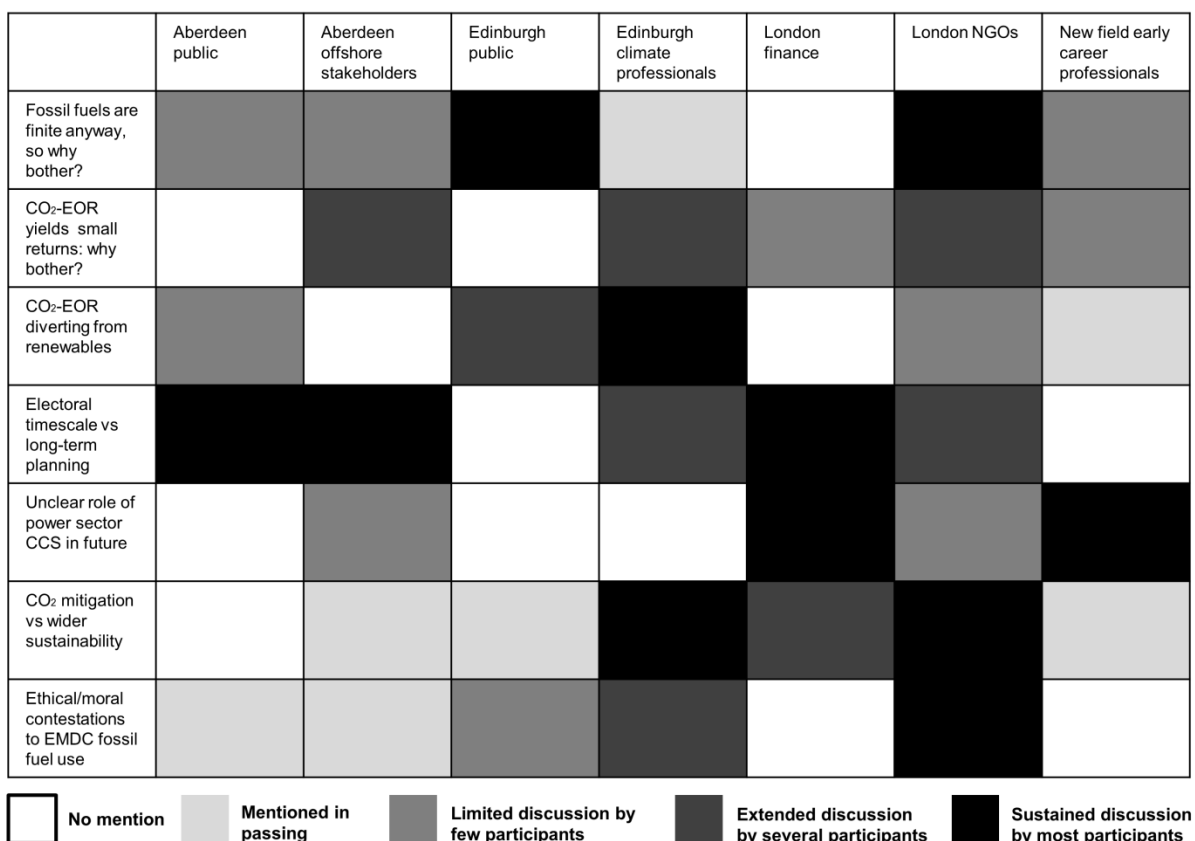 Aberdeen public
Aberdeen offshore stakeholders
Edinburgh public
Edinburgh climate professionals
London finance
London NGOs
New field early career professionals
Fossil fuels are
finite anyway,
so why
bother?
CO₂-EOR
yields small
returns: why
bother?
CO₂-EOR
diverting from
renewables
Electoral
timescale vs
long-term
planning
Unclear role of
power sector
CCS in future
CO₂ mitigation
vs wider
sustainability
Ethical/moral
contestations
to EMDC fossil
fuel use
No mention
Mentioned in
passing
Limited discussion by
few participants
Extended discussion
by several participants
Sustained discussion
by most participants